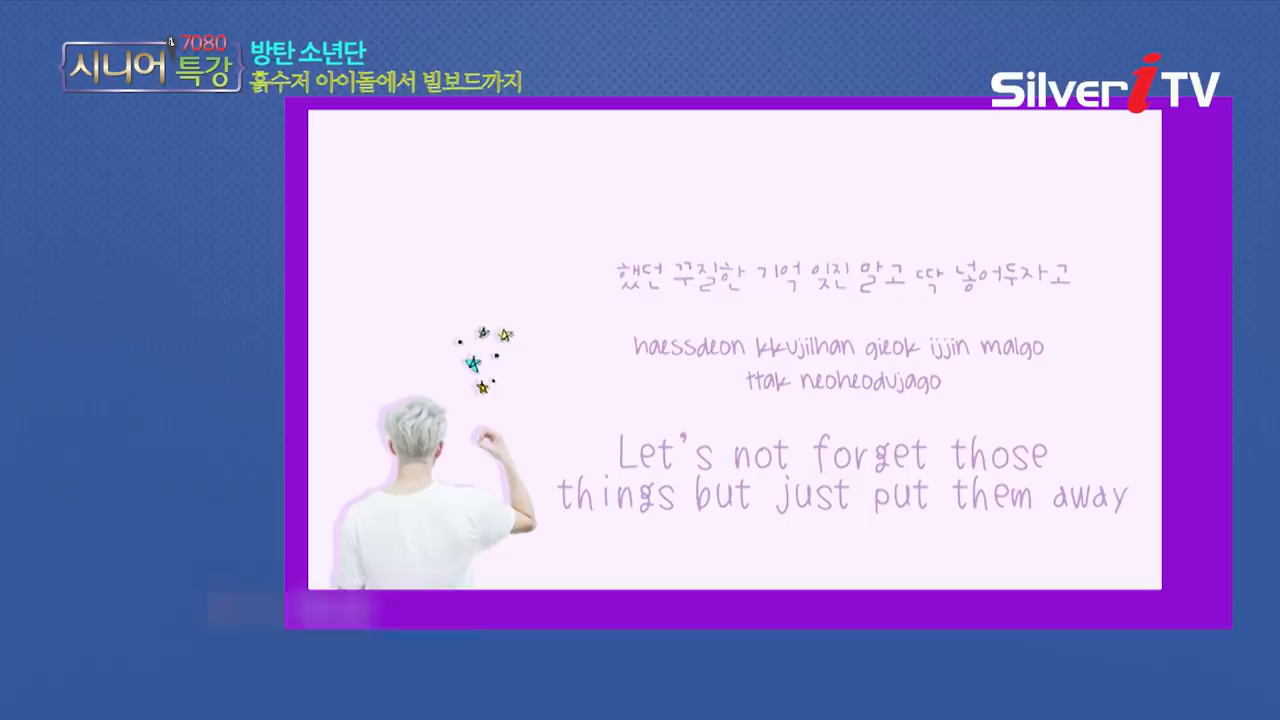 시니어 7080 특강
방탄 소년단
흙수저 아이돌에서 빌보드까지
Silver i TV
했던 꾸질한 기억 잊진 말고 딱 넣어두자고
haessdeon kkujilhan gieok ijjin malgo
ttak neoheodujago
Let's not forget those
things but just put them away